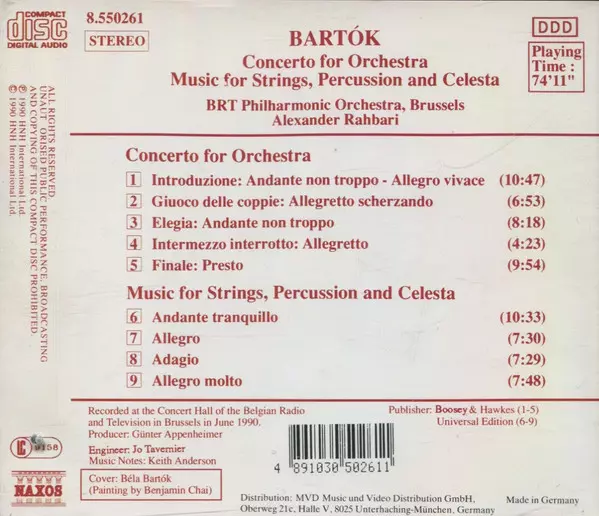 COMPACT
disc
DIGITAL AUDIO
8.550261
STEREO
BARTÓK
Concerto for Orchestra
Music for Strings, Percussion and Celesta
BRT Philharmonic Orchestra, Brussels
Alexander Rahbari
DDD
Playing
Time :
74'11"
Concerto for Orchestra
1 Introduzione: Andante non troppo - Allegro vivace (10:47)
2 Giuoco delle coppie: Allegretto scherzando (6:53)
3 Elegia: Andante non troppo (8:18)
4 Intermezzo interrotto: Allegretto (4:23)
5 Finale: Presto (9:54)
Music for Strings, Percussion and Celesta
6 Andante tranquillo (10:33)
7 Allegro (7:30)
8 Adagio (7:29)
9 Allegro molto (7:48)
Recorded at the Concert Hall of the Belgian Radio
and Television in Brussels in June 1990.
Producer: Günter Appenheimer
Engineer: Jo Tavernier
Music Notes: Keith Anderson
Cover: Béla Bartók
(Painting by Benjamin Chai)
Publisher: Boosey & Hawkes (1-5)
Universal Edition (6-9)
4 891030 502611
Distribution: MVD Music und Video Distribution GmbH,
Oberweg 21c, Halle V, 8025 Unterhaching-München, Germany
Made in Germany
ALL RIGHTS RESERVED
UNAUT ORISED PUBLIC PERFORMANCE, BROADCASTING
AND COPYING OF THIS COMPACT DISC PROHIBITED
℗ 1990 HNH International Ltd.
© 1990 HNH International Ltd.
LC
9158
NAXOS